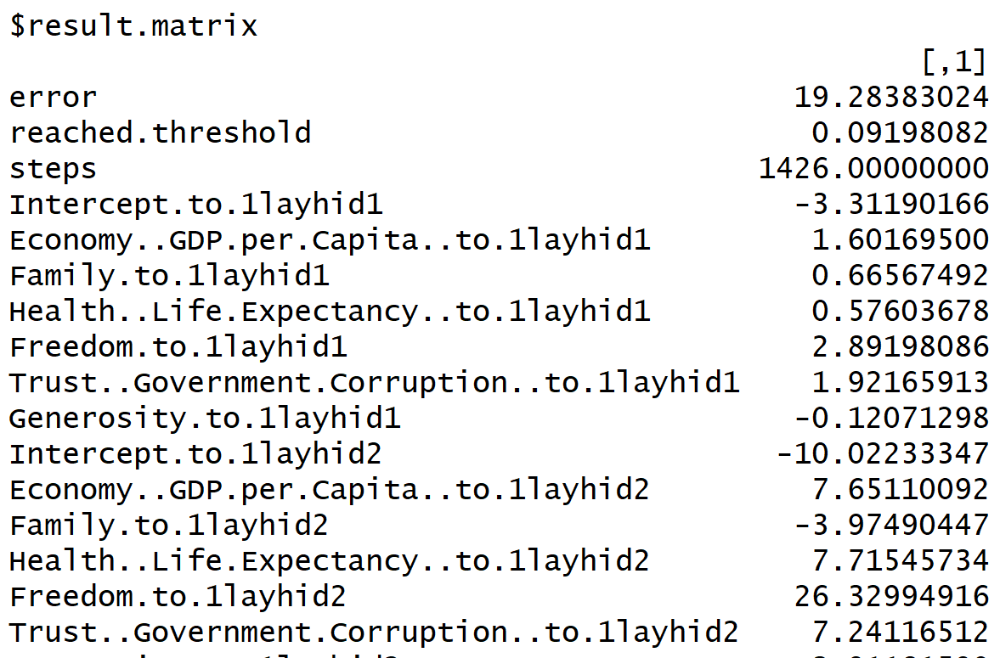 $result.matrix
[,1]
error 19.28383024
reached.threshold 0.09198082
steps 1426.00000000
Intercept.to.1layhid1 -3.31190166
Economy..GDP.per.Capita..to.1layhid1 1.60169500
Family.to.1layhid1 0.66567492
Health..Life.Expectancy..to.1layhid1 0.57603678
Freedom.to.1layhid1 2.89198086
Trust..Government.Corruption..to.1layhid1 1.92165913
Generosity.to.1layhid1 -0.12071298
Intercept.to.1layhid2 -10.02233347
Economy..GDP.per.Capita..to.1layhid2 7.65110092
Family.to.1layhid2 -3.97490447
Health..Life.Expectancy..to.1layhid2 7.71545734
Freedom.to.1layhid2 26.32994916
Trust..Government.Corruption..to.1layhid2 7.24116512